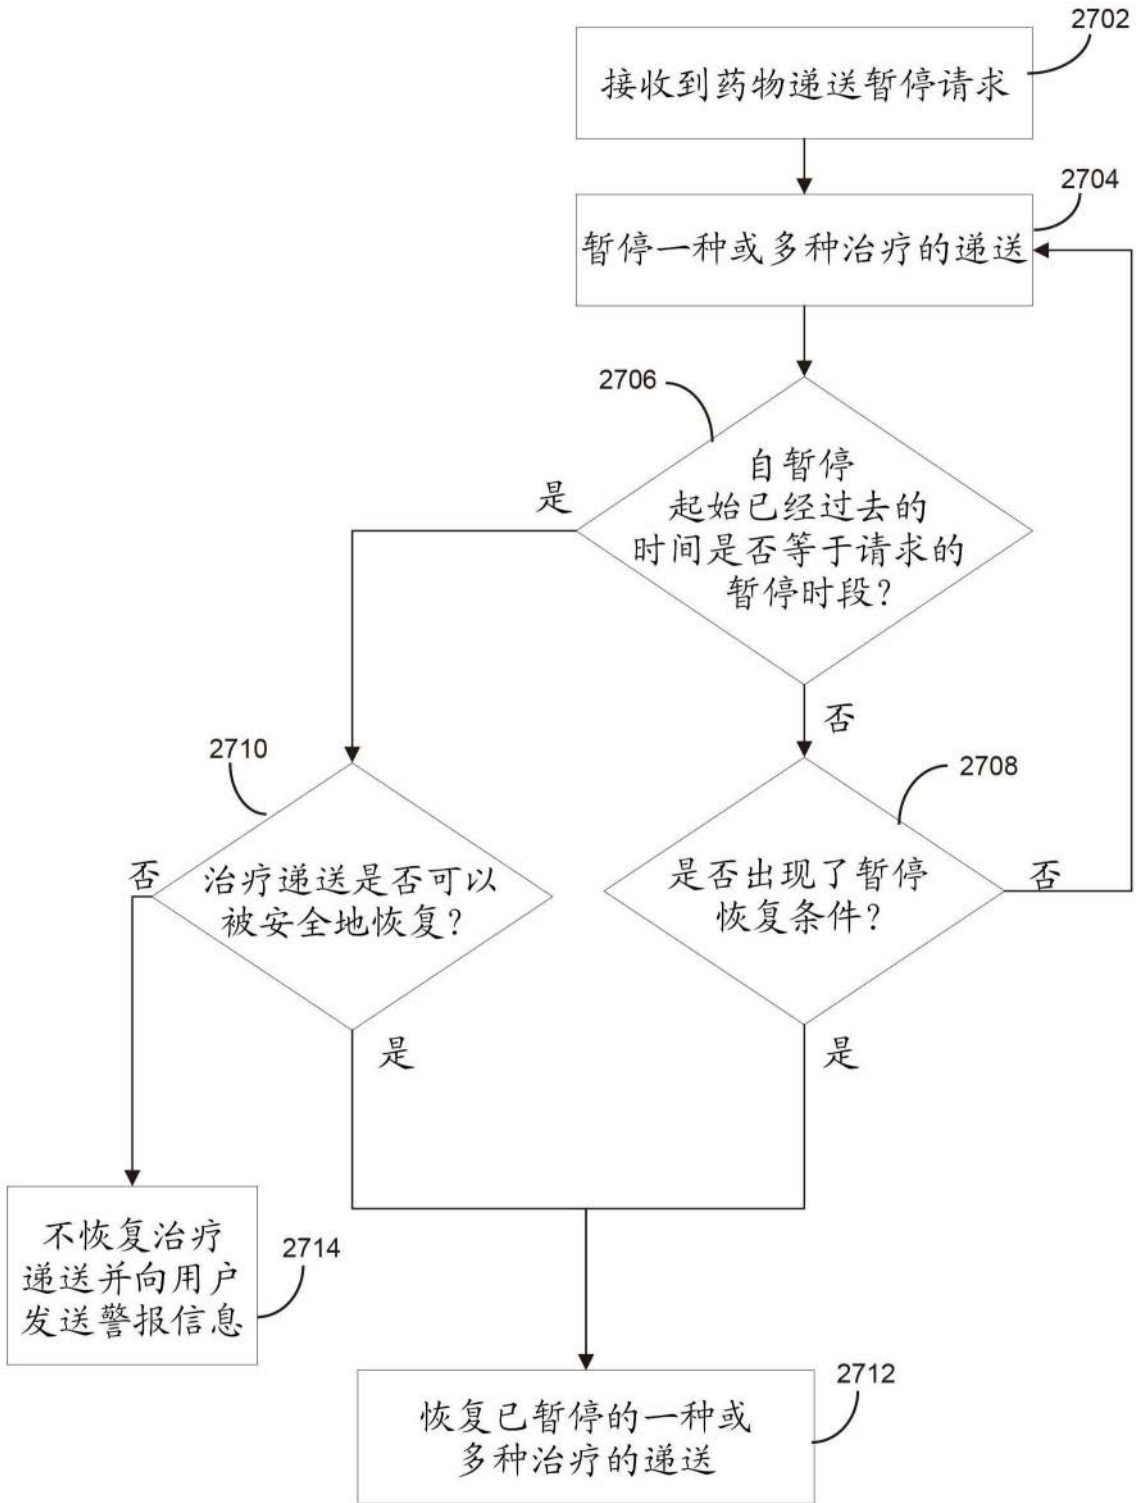 2702
接收到药物递送暂停请求
2704
暂停一种或多种治疗的递送
2706
自暂停
起始已经过去的
时间是否等于请求的
暂停时段?
是
否
2710
治疗递送是否可以
被安全地恢复?
否
是
2708
是否出现了暂停
恢复条件?
否
是
不恢复治疗
递送并向用户
发送警报信息
2714
2712
恢复已暂停的一种或
多种治疗的递送